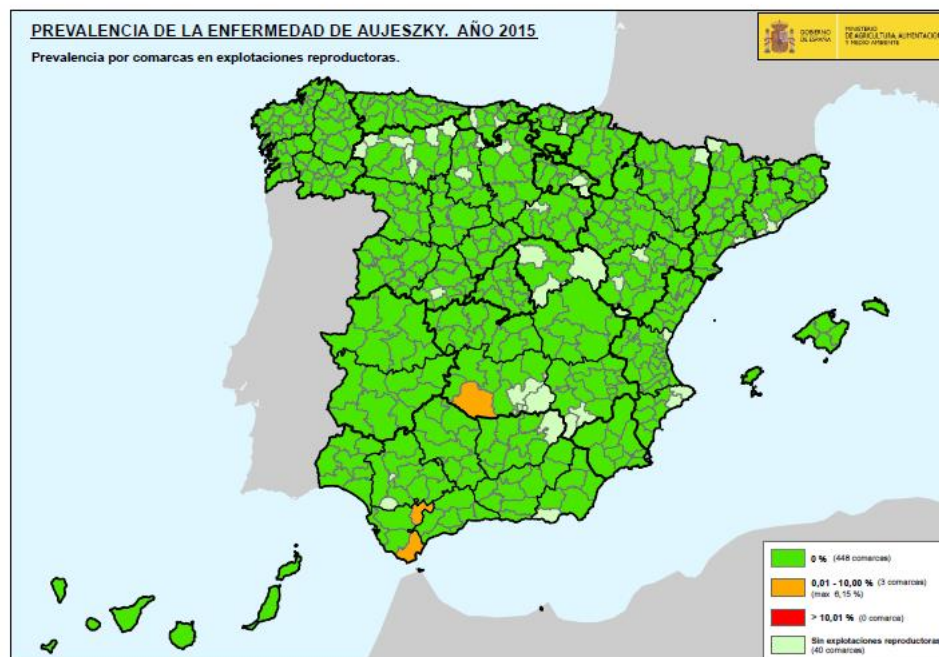 PREVALENCIA DE LA ENFERMEDAD DE AUJESZKY. AÑO 2015
Prevalencia por comarcas en explotaciones reproductoras.
GOBIERNO
DE ESPAÑA
MINISTERIO
DE AGRICULTURA, ALIMENTACIÓN
Y MEDIO AMBIENTE
0 % (448 comarcas)
0,01 - 10,00 % (3 comarcas)
(max 6,15 %)
> 10,01 % (0 comarca)
Sin explotaciones reproductoras
(40 comarcas)